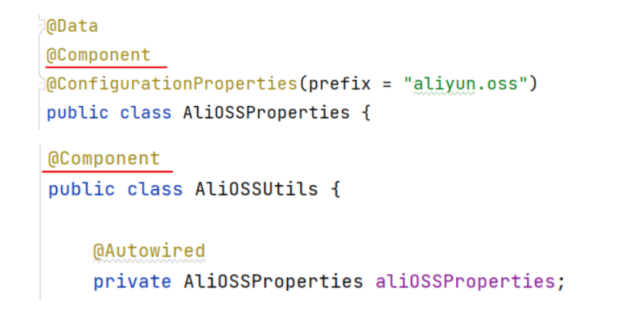 @Data
@Component
@ConfigurationProperties(prefix = "aliyun.oss")
public class AliOSSProperties {
@Component
public class AliOSSUtils {
@Autowired
private AliOSSProperties aliOSSProperties;